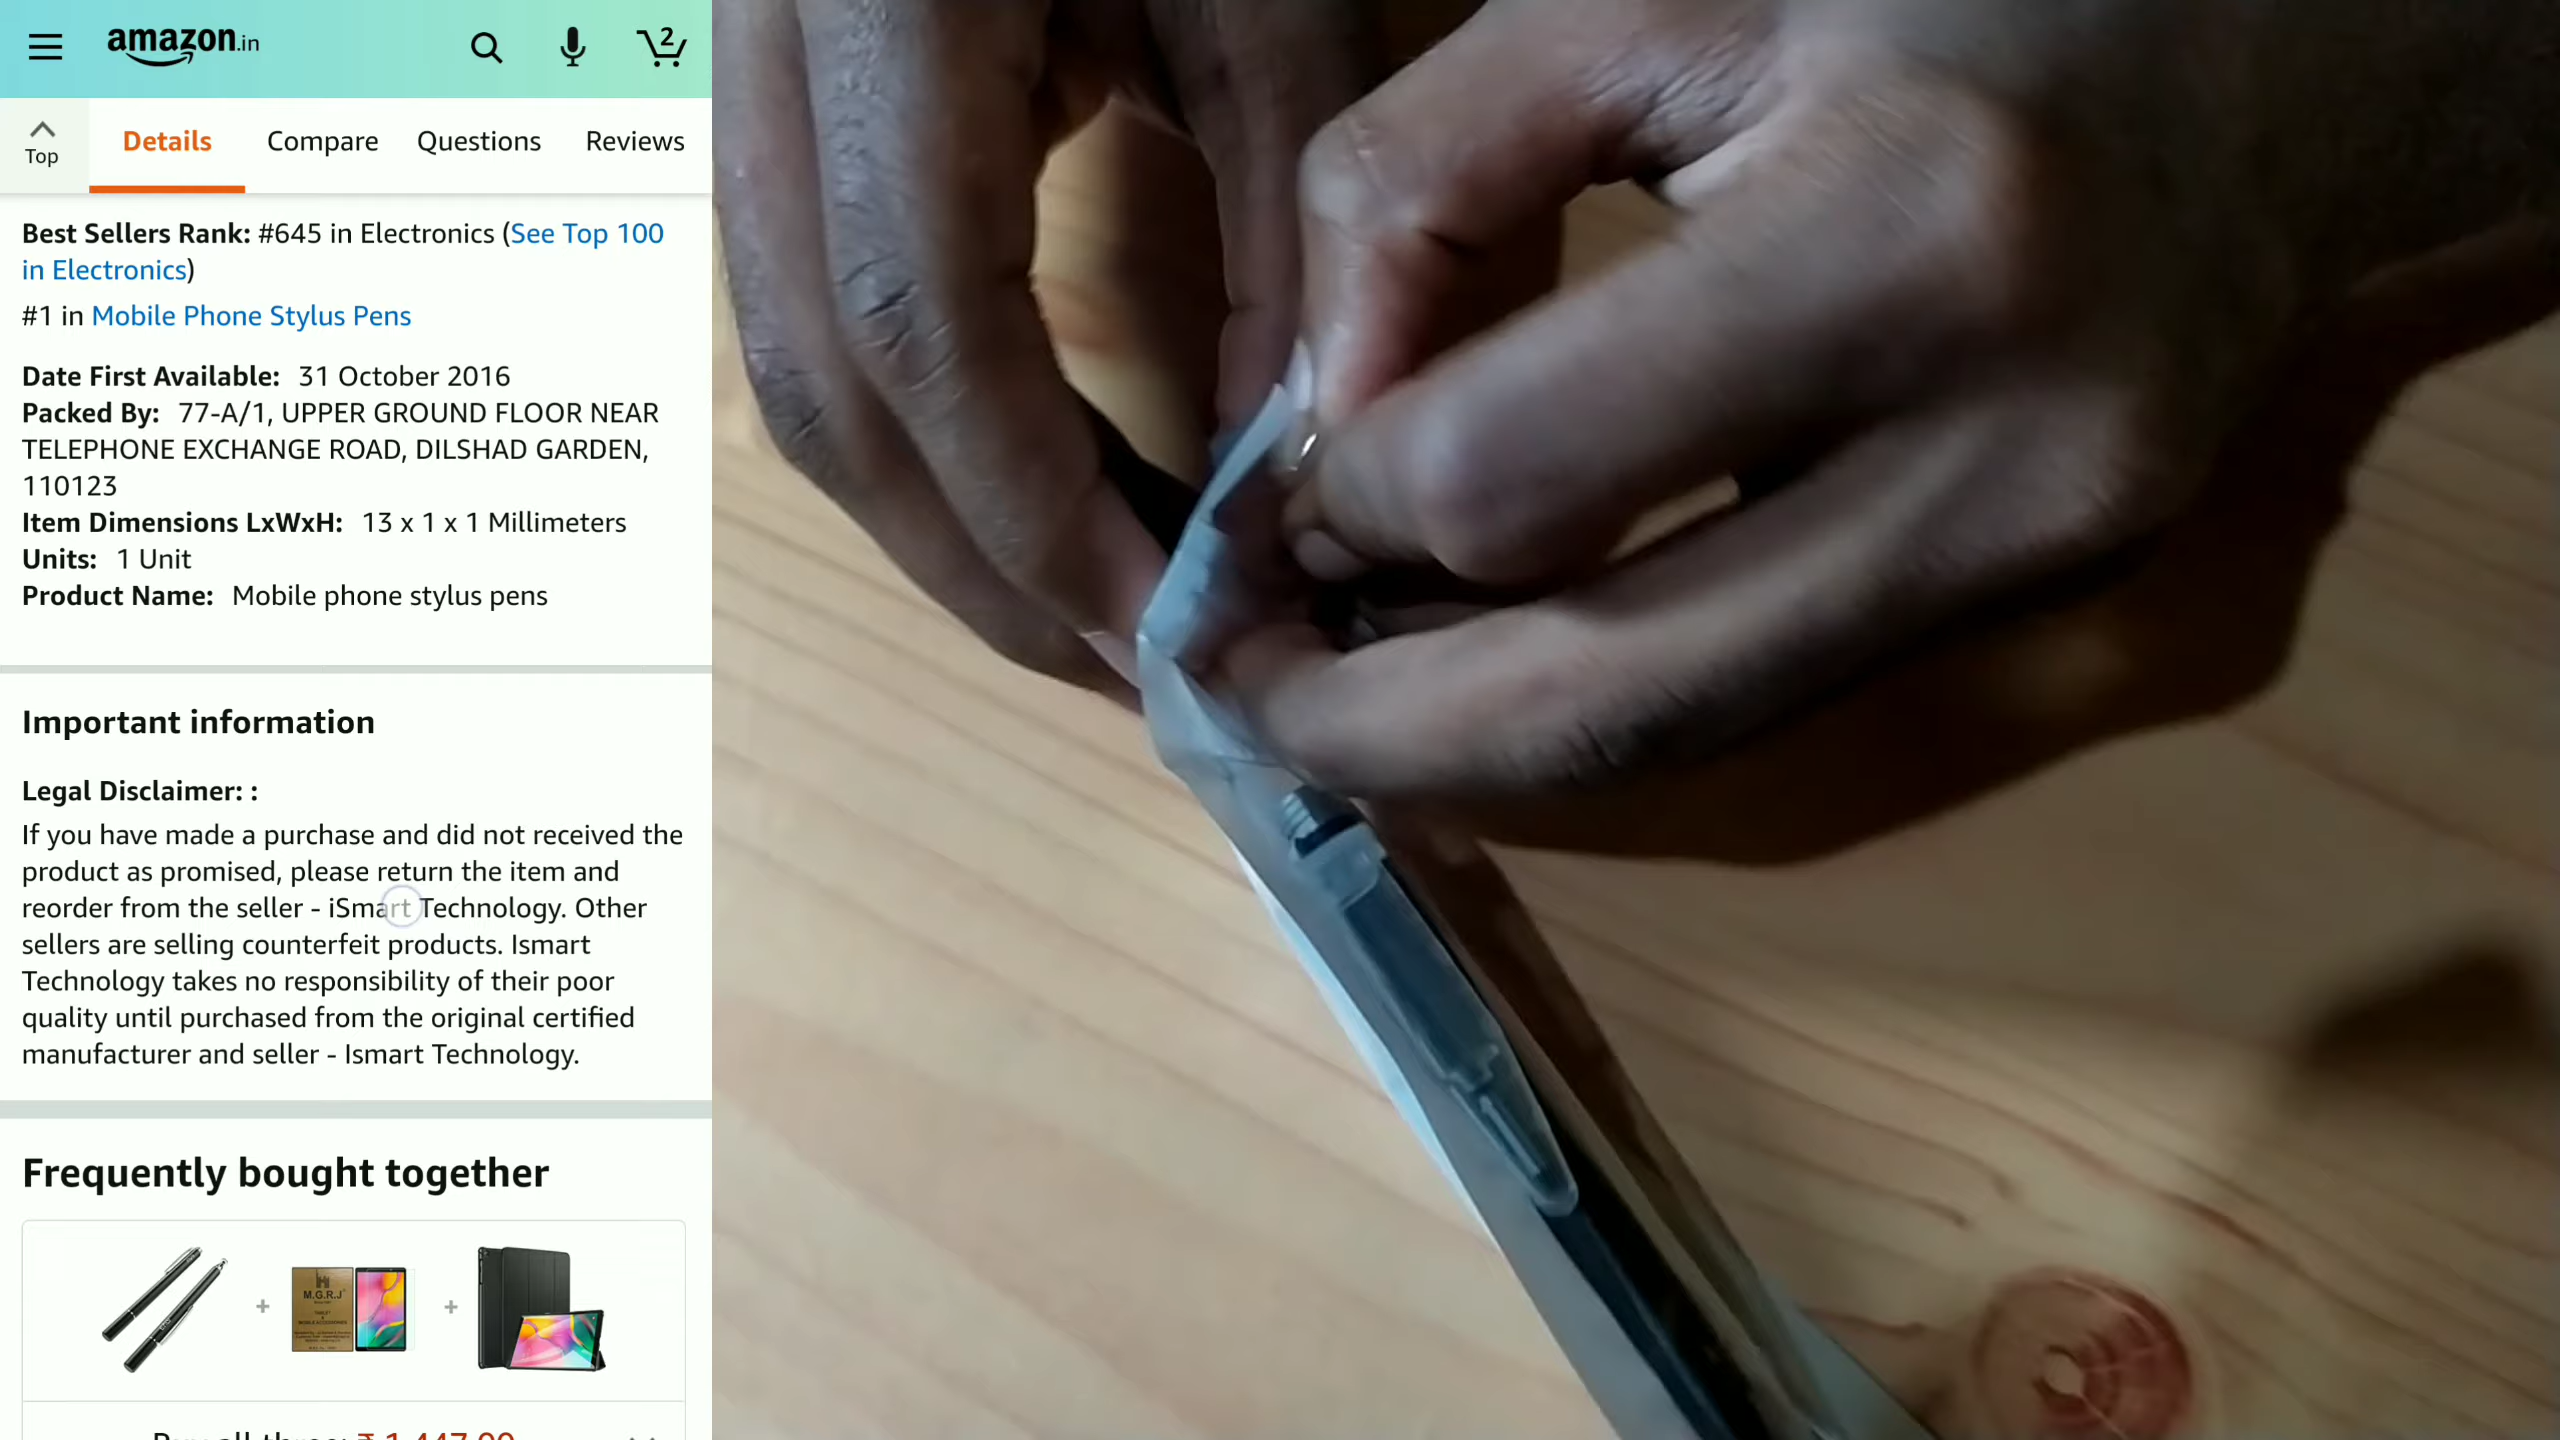 amazon.in
2
Top
Details
Compare
Questions
Reviews
Best Sellers Rank: #645 in Electronics (See Top 100
in Electronics)
#1 in Mobile Phone Stylus Pens
Date First Available: 31 October 2016
Packed By: 77-A/1, UPPER GROUND FLOOR NEAR
TELEPHONE EXCHANGE ROAD, DILSHAD GARDEN,
110123
Item Dimensions LxWxH: 13 x 1 x 1 Millimeters
Units: 1 Unit
Product Name: Mobile phone stylus pens
Important information
Legal Disclaimer: :
If you have made a purchase and did not received the
product as promised, please return the item and
reorder from the seller - iSmart Technology. Other
sellers are selling counterfeit products. Ismart
Technology takes no responsibility of their poor
quality until purchased from the original certified
manufacturer and seller - Ismart Technology.
Frequently bought together
+
+
M.G.R.J
Buy all three: ₹ 1,447.00